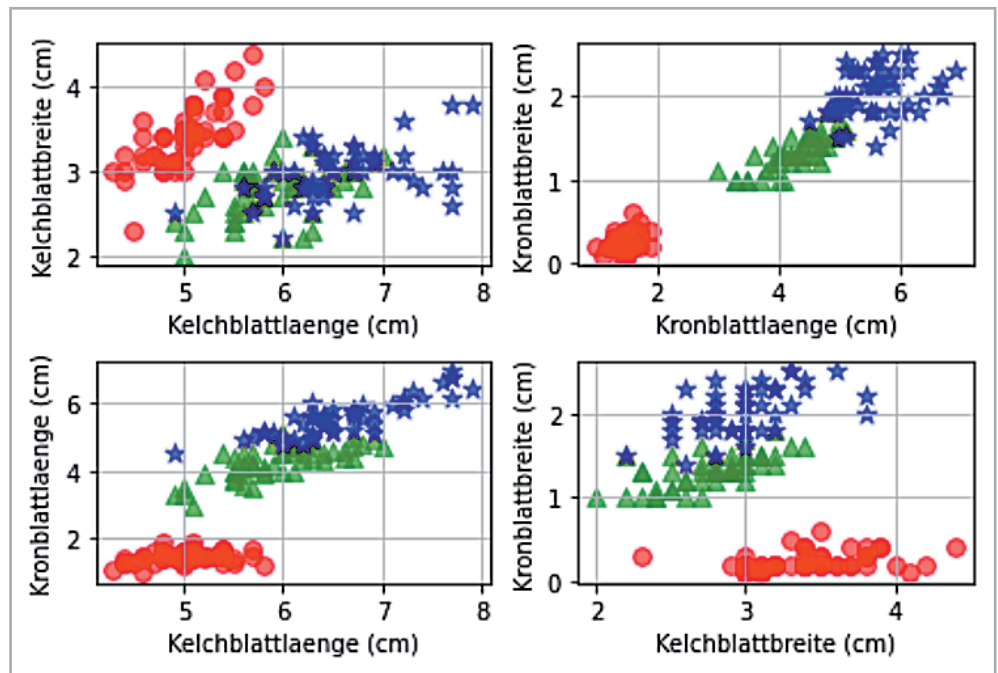 Kelchblattbreite (cm)
4
3
2
5 6 7 8
Kelchblattlaenge (cm)
Kronblattbreite (cm)
2
1
0
2 4 6
Kronblattlaenge (cm)
Kronblattlaenge (cm)
6
4
2
5 6 7 8
Kelchblattlaenge (cm)
Kronblattbreite (cm)
2
1
0
2 3 4
Kelchblattbreite (cm)